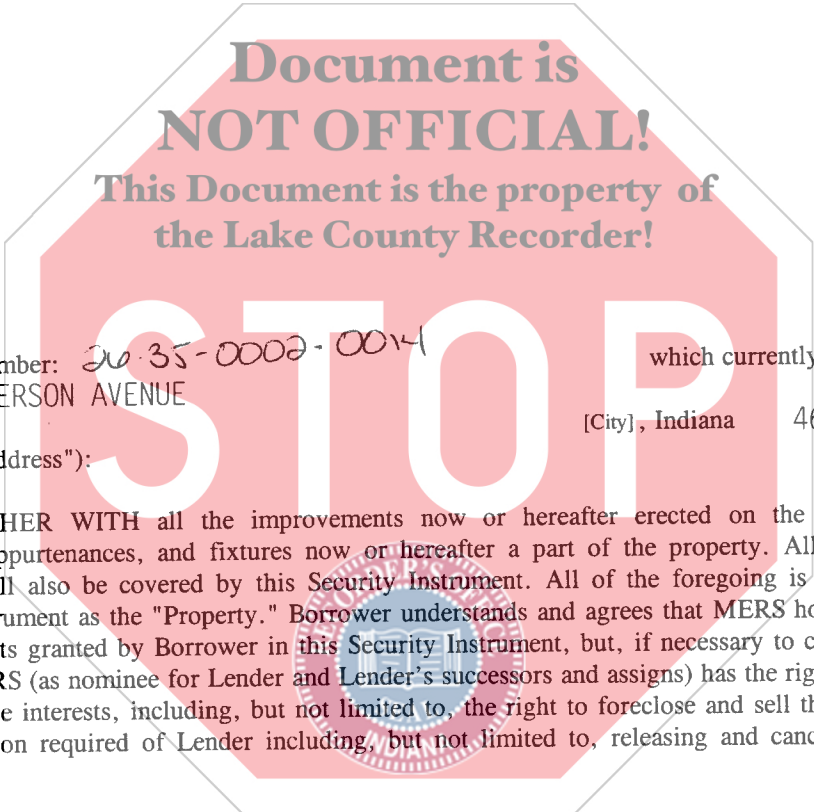 Document is
NOT OFFICIAL!
This Document is the property of
the Lake County Recorder!
STOP
mber: 26-35-0002-0014 which currently
ERSON AVENUE
[City], Indiana 46
ddress"):
HER WITH all the improvements now or hereafter erected on the
ppurtenances, and fixtures now or hereafter a part of the property. All
ll also be covered by this Security Instrument. All of the foregoing is
rument as the "Property." Borrower understands and agrees that MERS ho
ts granted by Borrower in this Security Instrument, but, if necessary to c
RS (as nominee for Lender and Lender's successors and assigns) has the rig
e interests, including, but not limited to, the right to foreclose and sell th
on required of Lender including, but not limited to, releasing and canc
INDIANA